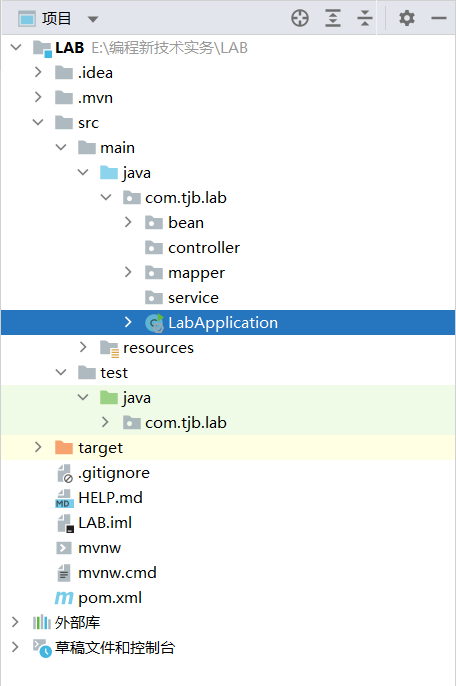 项目
LAB E:\编程新技术实务\LAB
.idea
.mvn
src
main
java
com.tjb.lab
bean
controller
mapper
service
LabApplication
resources
test
java
com.tjb.lab
target
.gitignore
HELP.md
LAB.iml
mvnw
mvnw.cmd
pom.xml
外部库
草稿文件和控制台